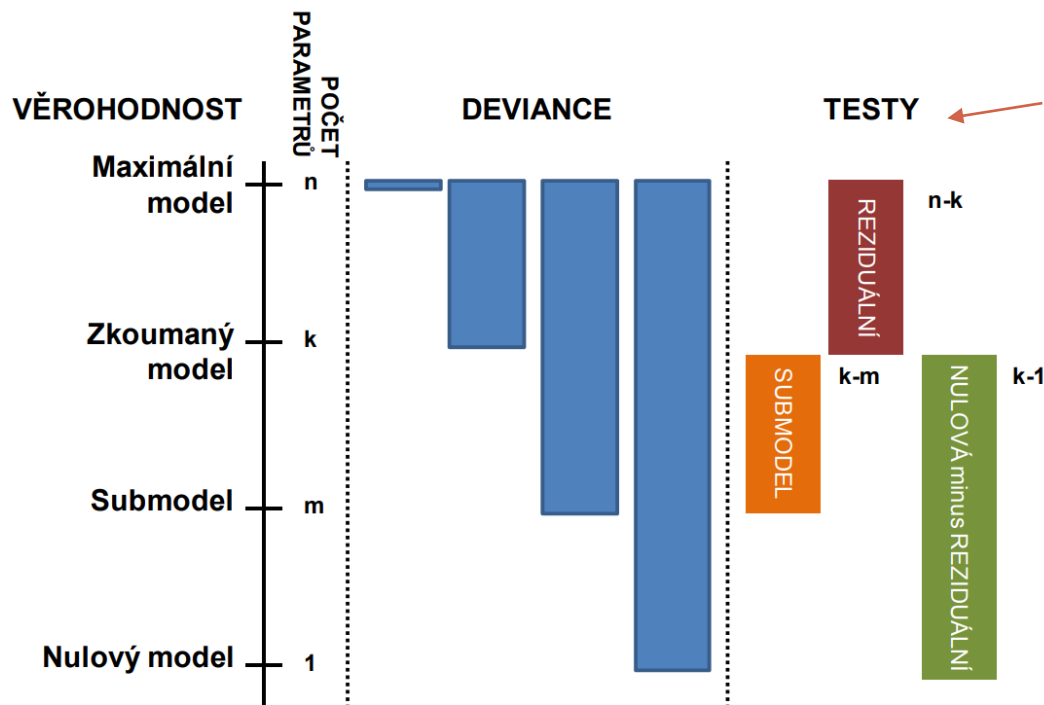 VĚROHODNOST
POČET
PARAMETRŮ
DEVIANCE
TESTY
Maximální
model
n
REZIDUÁLNÍ
n-k
Zkoumaný
model
k
SUBMODEL
k-m
NULOVÁ minus REZIDUÁLNÍ
k-1
Submodel
m
Nulový model
1